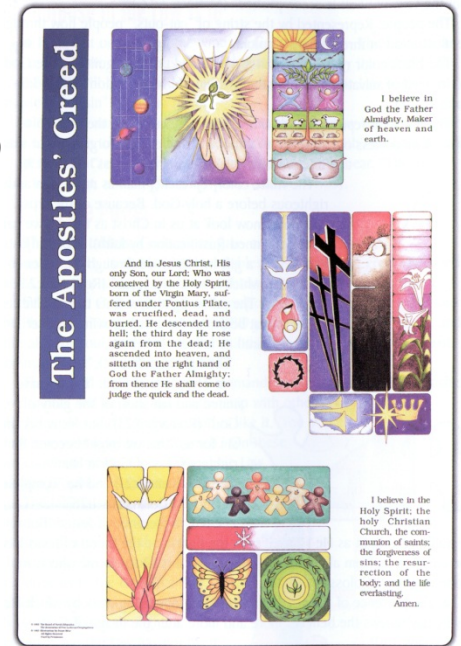 The Apostles' Creed
I believe in
God the Father
Almighty, Maker
of heaven and
earth.
And in Jesus Christ, His
only Son, our Lord; Who was
conceived by the Holy Spirit,
born of the Virgin Mary, suf-
fered under Pontius Pilate,
was crucified, dead, and
buried. He descended into
hell; the third day He rose
again from the dead; He
ascended into heaven, and
sitteth on the right hand of
God the Father Almighty;
from thence He shall come to
judge the quick and the dead.
I believe in the
Holy Spirit; the
holy Christian
Church, the com-
munion of saints;
the forgiveness of
sins; the resur-
rection of the
body; and the life
everlasting.
Amen.